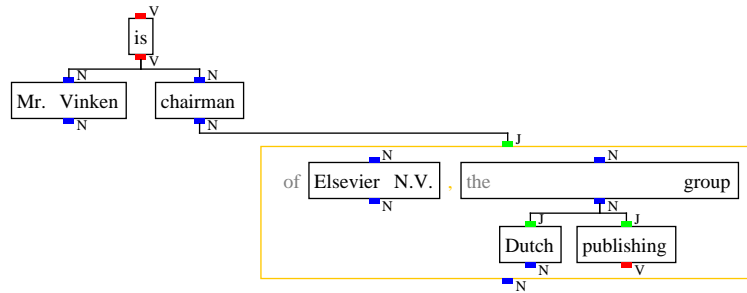 V
is
V
N N
Mr. Vinken chairman
N N
J
N N
of Elsevier N.V. , the group
N N
J J
Dutch publishing
N V
N